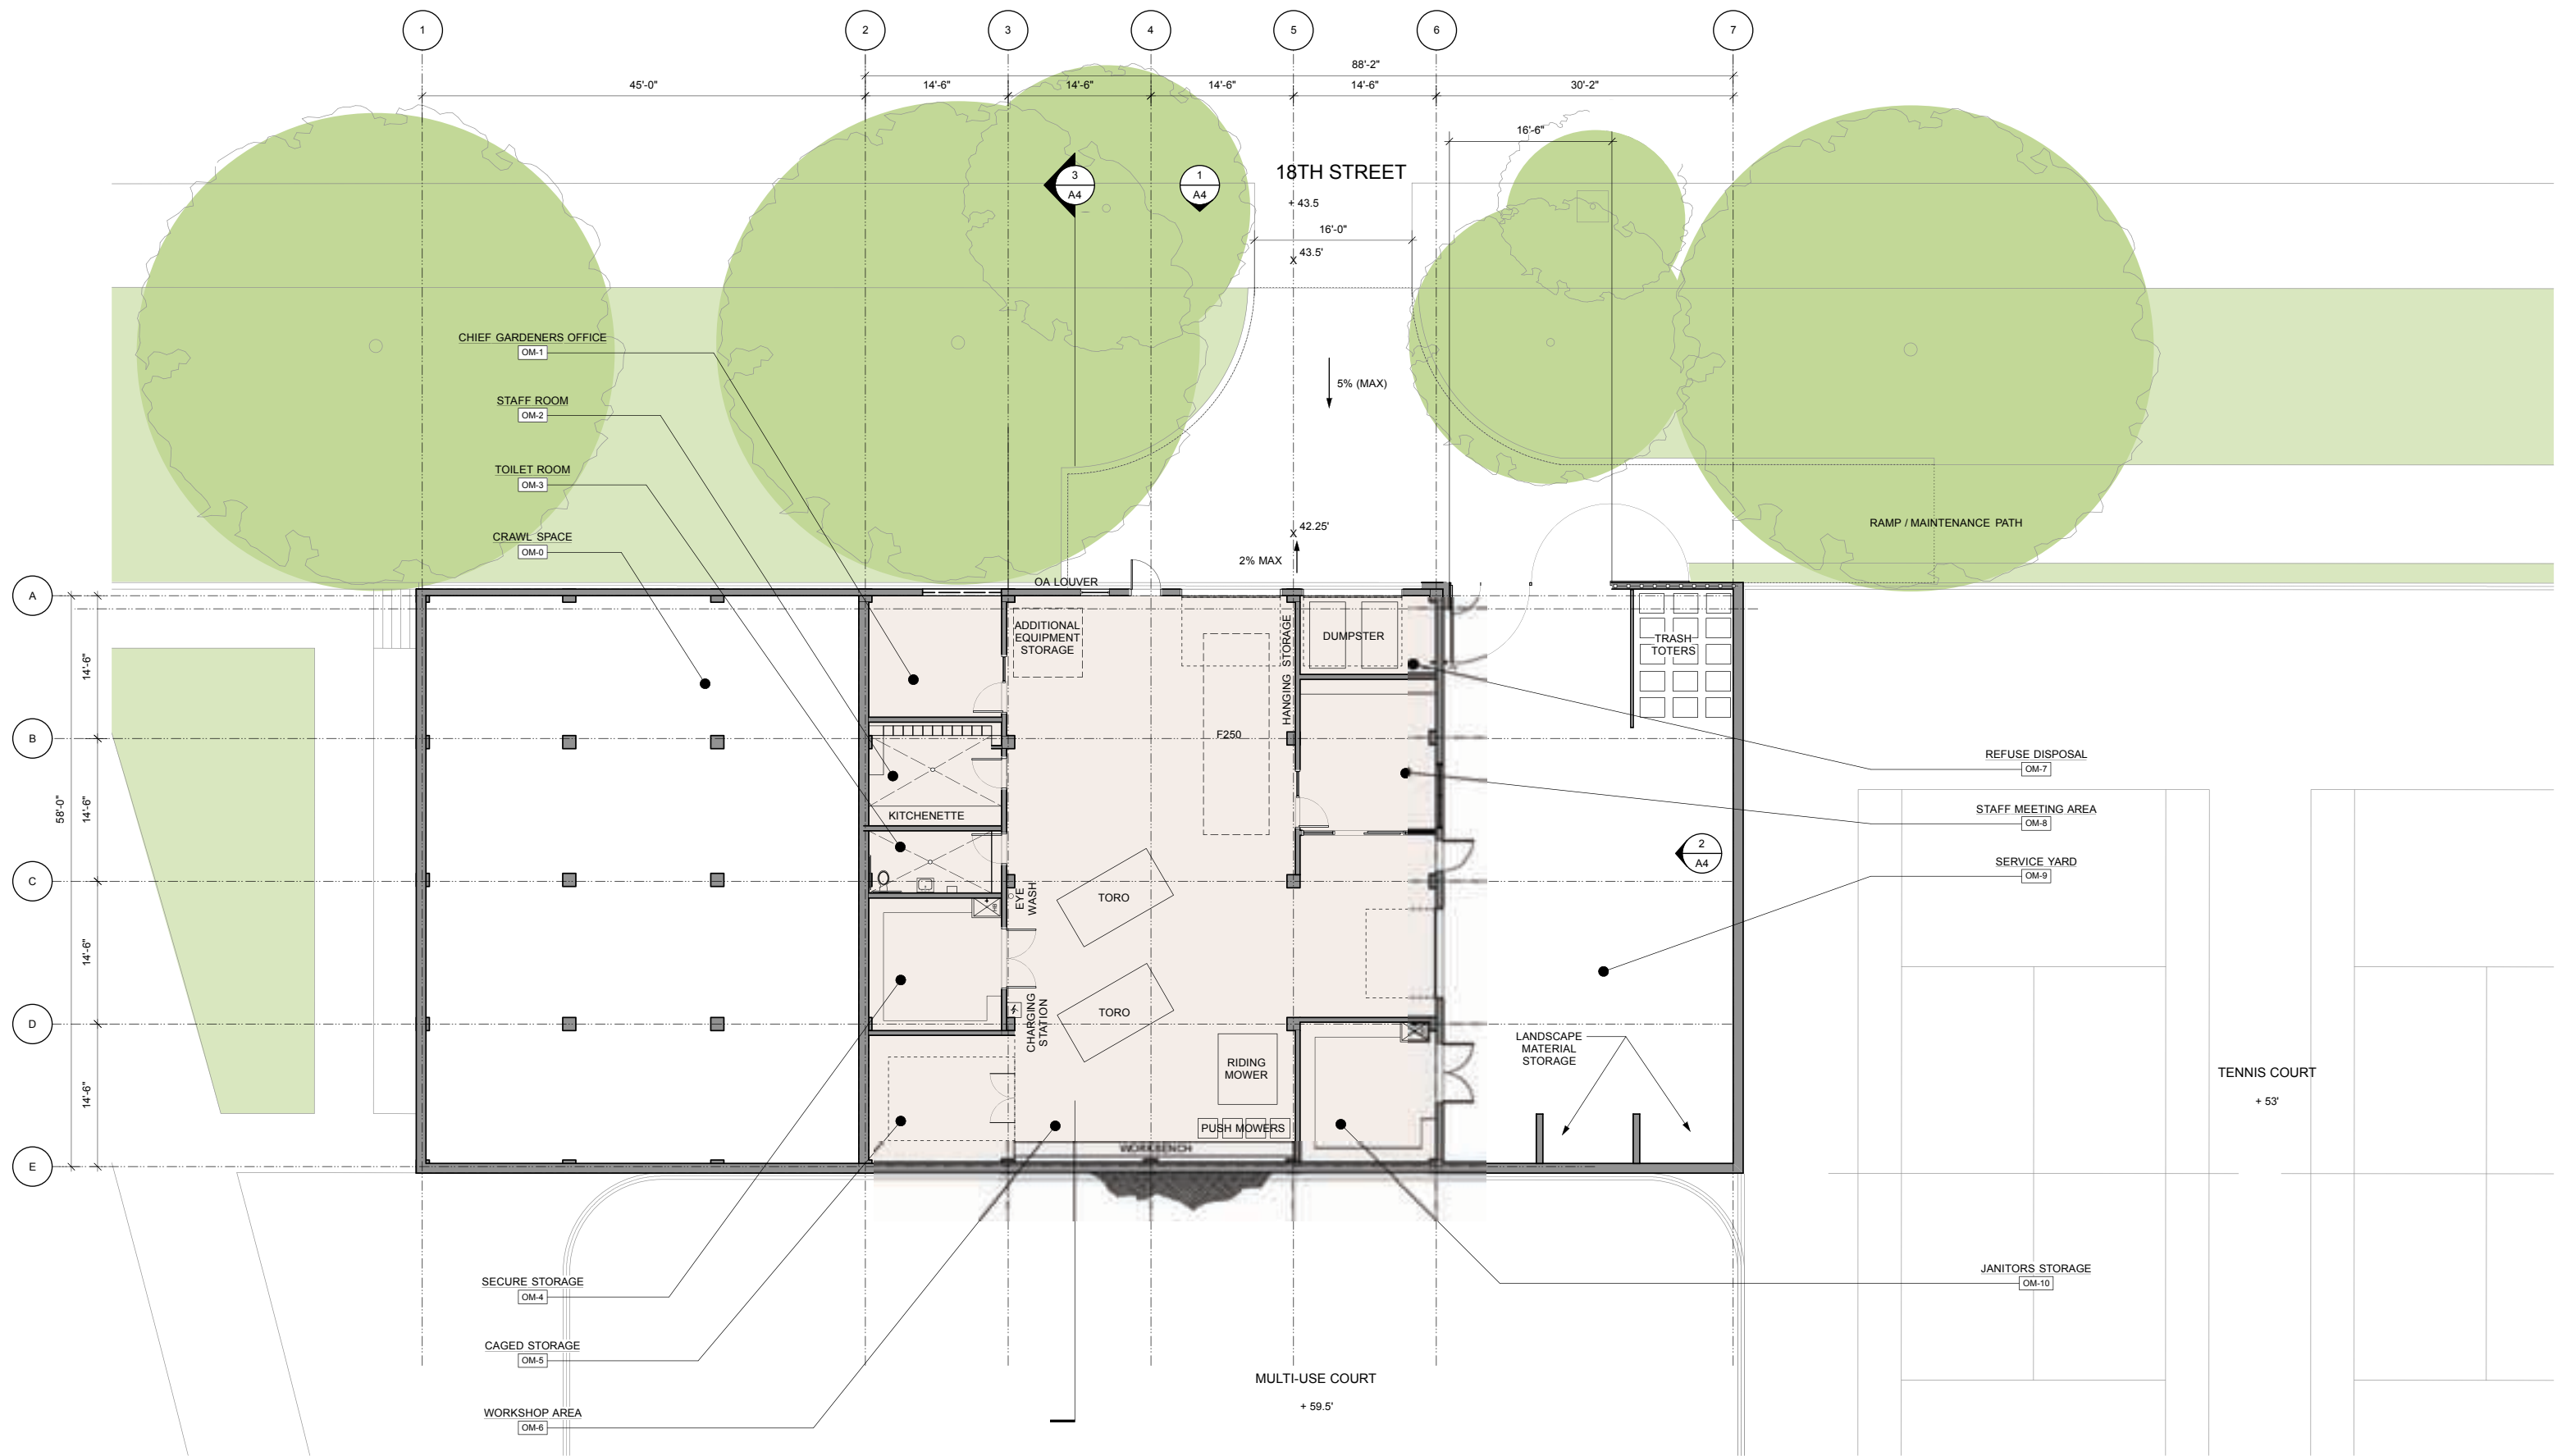 1
2
3
4
5
6
7
88'-2"
45'-0"
14'-6"
14'-6"
14'-6"
14'-6"
30'-2"
16'-6"
3
A4
1
A4
18TH STREET
+ 43.5
16'-0"
43.5'
X
CHIEF GARDENERS OFFICE
OM-1
5% (MAX)
STAFF ROOM
OM-2
TOILET ROOM
OM-3
CRAWL SPACE
OM-0
42.25'
X
2% MAX
RAMP / MAINTENANCE PATH
OA LOUVER
A
B
C
D
E
58'-0"
14'-6"
14'-6"
14'-6"
14'-6"
ADDITIONAL
EQUIPMENT
STORAGE
HANGING STORAGE
DUMPSTER
TRASH
TOTERS
F250
KITCHENETTE
REFUSE DISPOSAL
OM-7
STAFF MEETING AREA
OM-8
SERVICE YARD
OM-9
2
A4
EYE
WASH
TORO
CHARGING
STATION
TORO
RIDING
MOWER
PUSH MOWERS
WORKBENCH
LANDSCAPE
MATERIAL
STORAGE
TENNIS COURT
+ 53'
SECURE STORAGE
OM-4
CAGED STORAGE
OM-5
WORKSHOP AREA
OM-6
JANITORS STORAGE
OM-10
MULTI-USE COURT
+ 59.5'